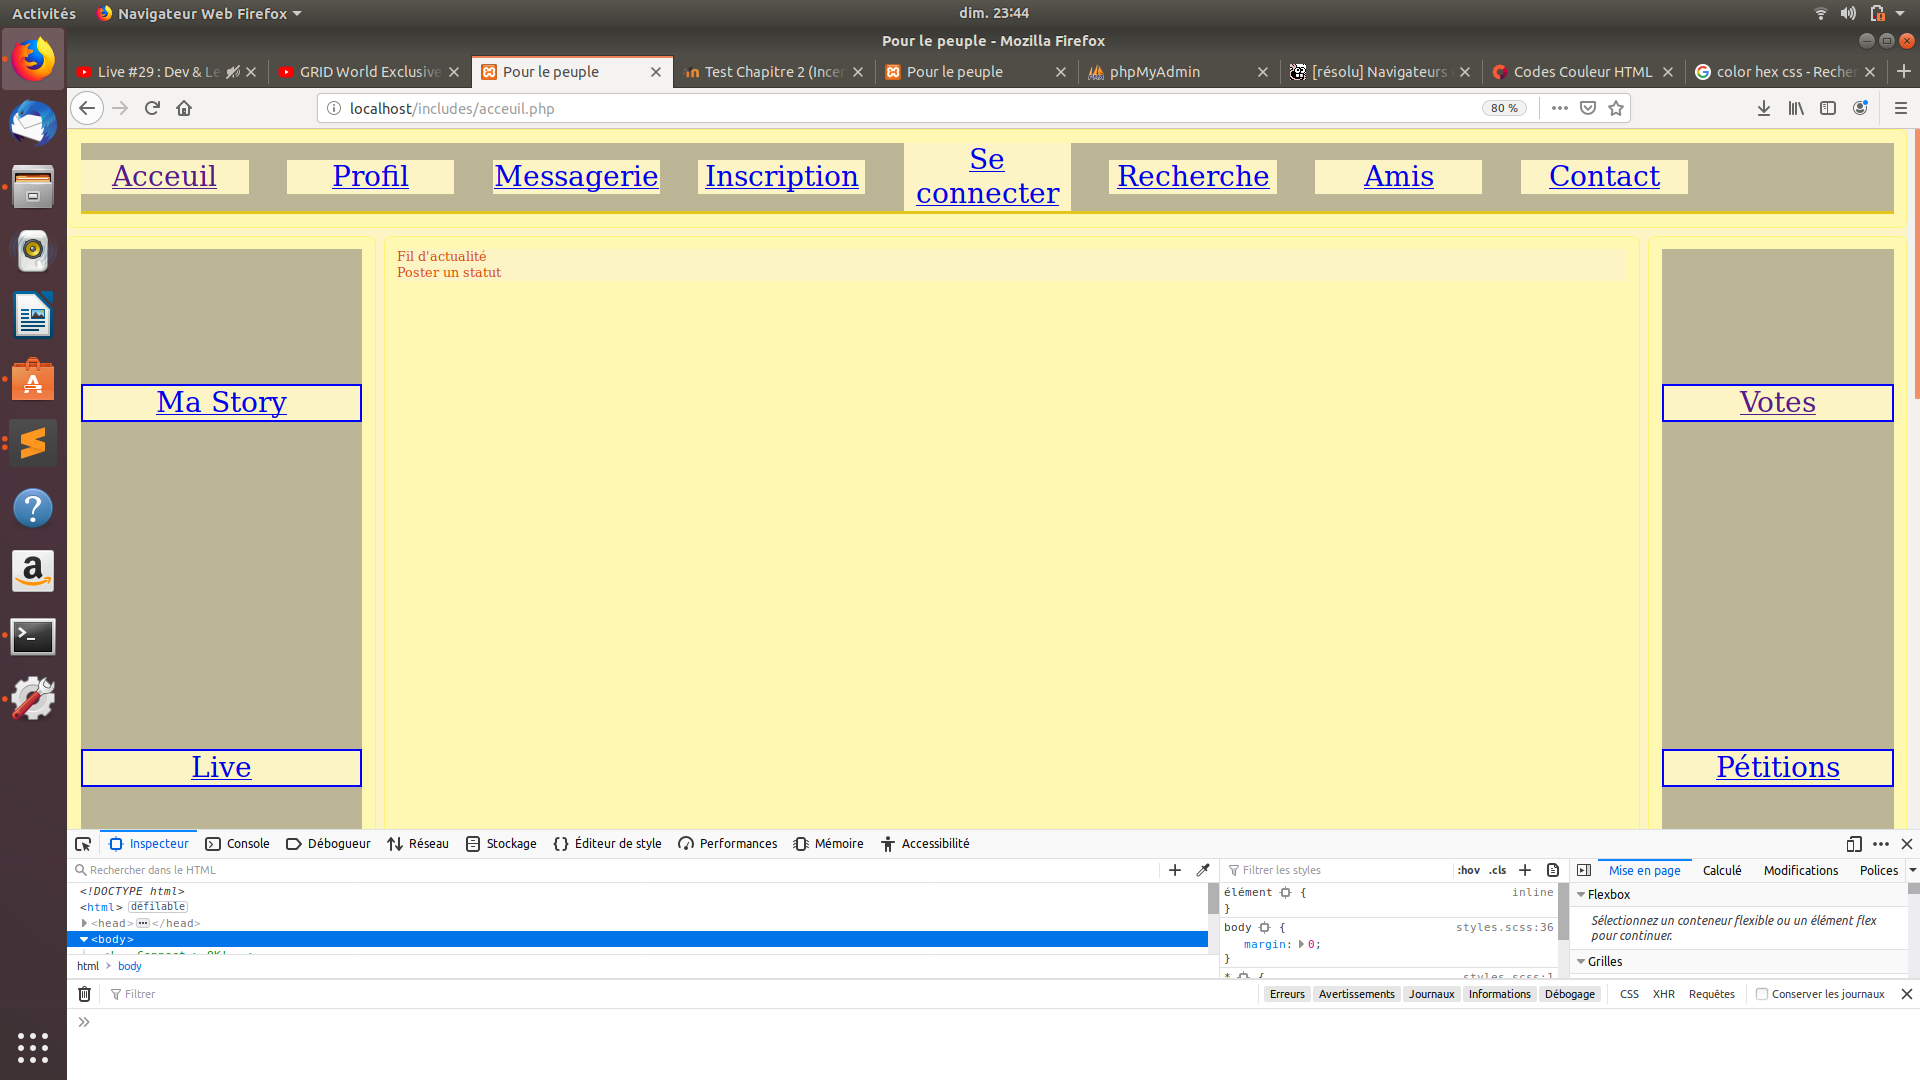 Activités
Navigateur Web Firefox
dim. 23:44
Pour le peuple - Mozilla Firefox
Live #29 : Dev & Le
GRID World Exclusive
Pour le peuple
Test Chapitre 2 (Incer
Pour le peuple
phpMyAdmin
[résolu] Navigateurs
Codes Couleur HTML
color hex css - Recher
localhost/includes/acceuil.php
80 %
Acceuil
Profil
Messagerie
Inscription
Se
connecter
Recherche
Amis
Contact
Fil d'actualité
Poster un statut
Ma Story
Votes
Live
Pétitions
Inspecteur
Console
Débogueur
Réseau
Stockage
Éditeur de style
Performances
Mémoire
Accessibilité
Rechercher dans le HTML
Filtrer les styles
:hov .cls
Mise en page
Calculé
Modifications
Polices
<!DOCTYPE html>
<html> défilable
<head> ... </head>
<body>
html > body
élément { inline
}
body { styles.scss:36
margin: 0;
}
* { styles.scss:1
Flexbox
Sélectionnez un conteneur flexible ou un élément flex
pour continuer.
Grilles
Filtrer
Erreurs
Avertissements
Journaux
Informations
Débogage
CSS
XHR
Requêtes
Conserver les journaux